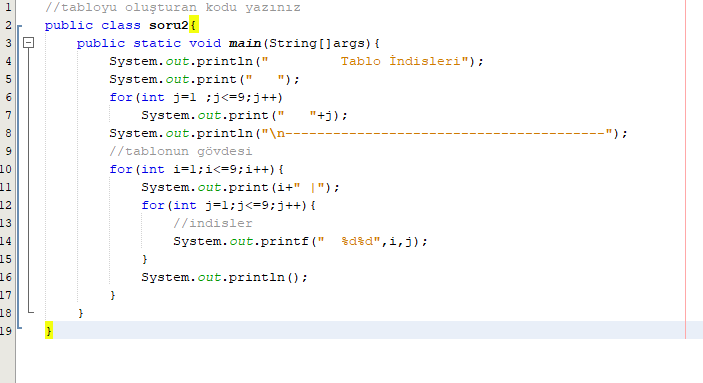 1 //tabloyu oluşturan kodu yazınız
2 public class soru2{
3     public static void main(String[]args){
4         System.out.println("         Tablo İndisleri");
5         System.out.print("   ");
6         for(int j=1 ;j<=9;j++)
7             System.out.print("   "+j);
8         System.out.println("\n----------------------------------------");
9         //tablonun gövdesi
10         for(int i=1;i<=9;i++){
11             System.out.print(i+" |");
12             for(int j=1;j<=9;j++){
13                 //indisler
14                 System.out.printf("  %d%d",i,j);
15             }
16             System.out.println();
17         }
18     }
19 }